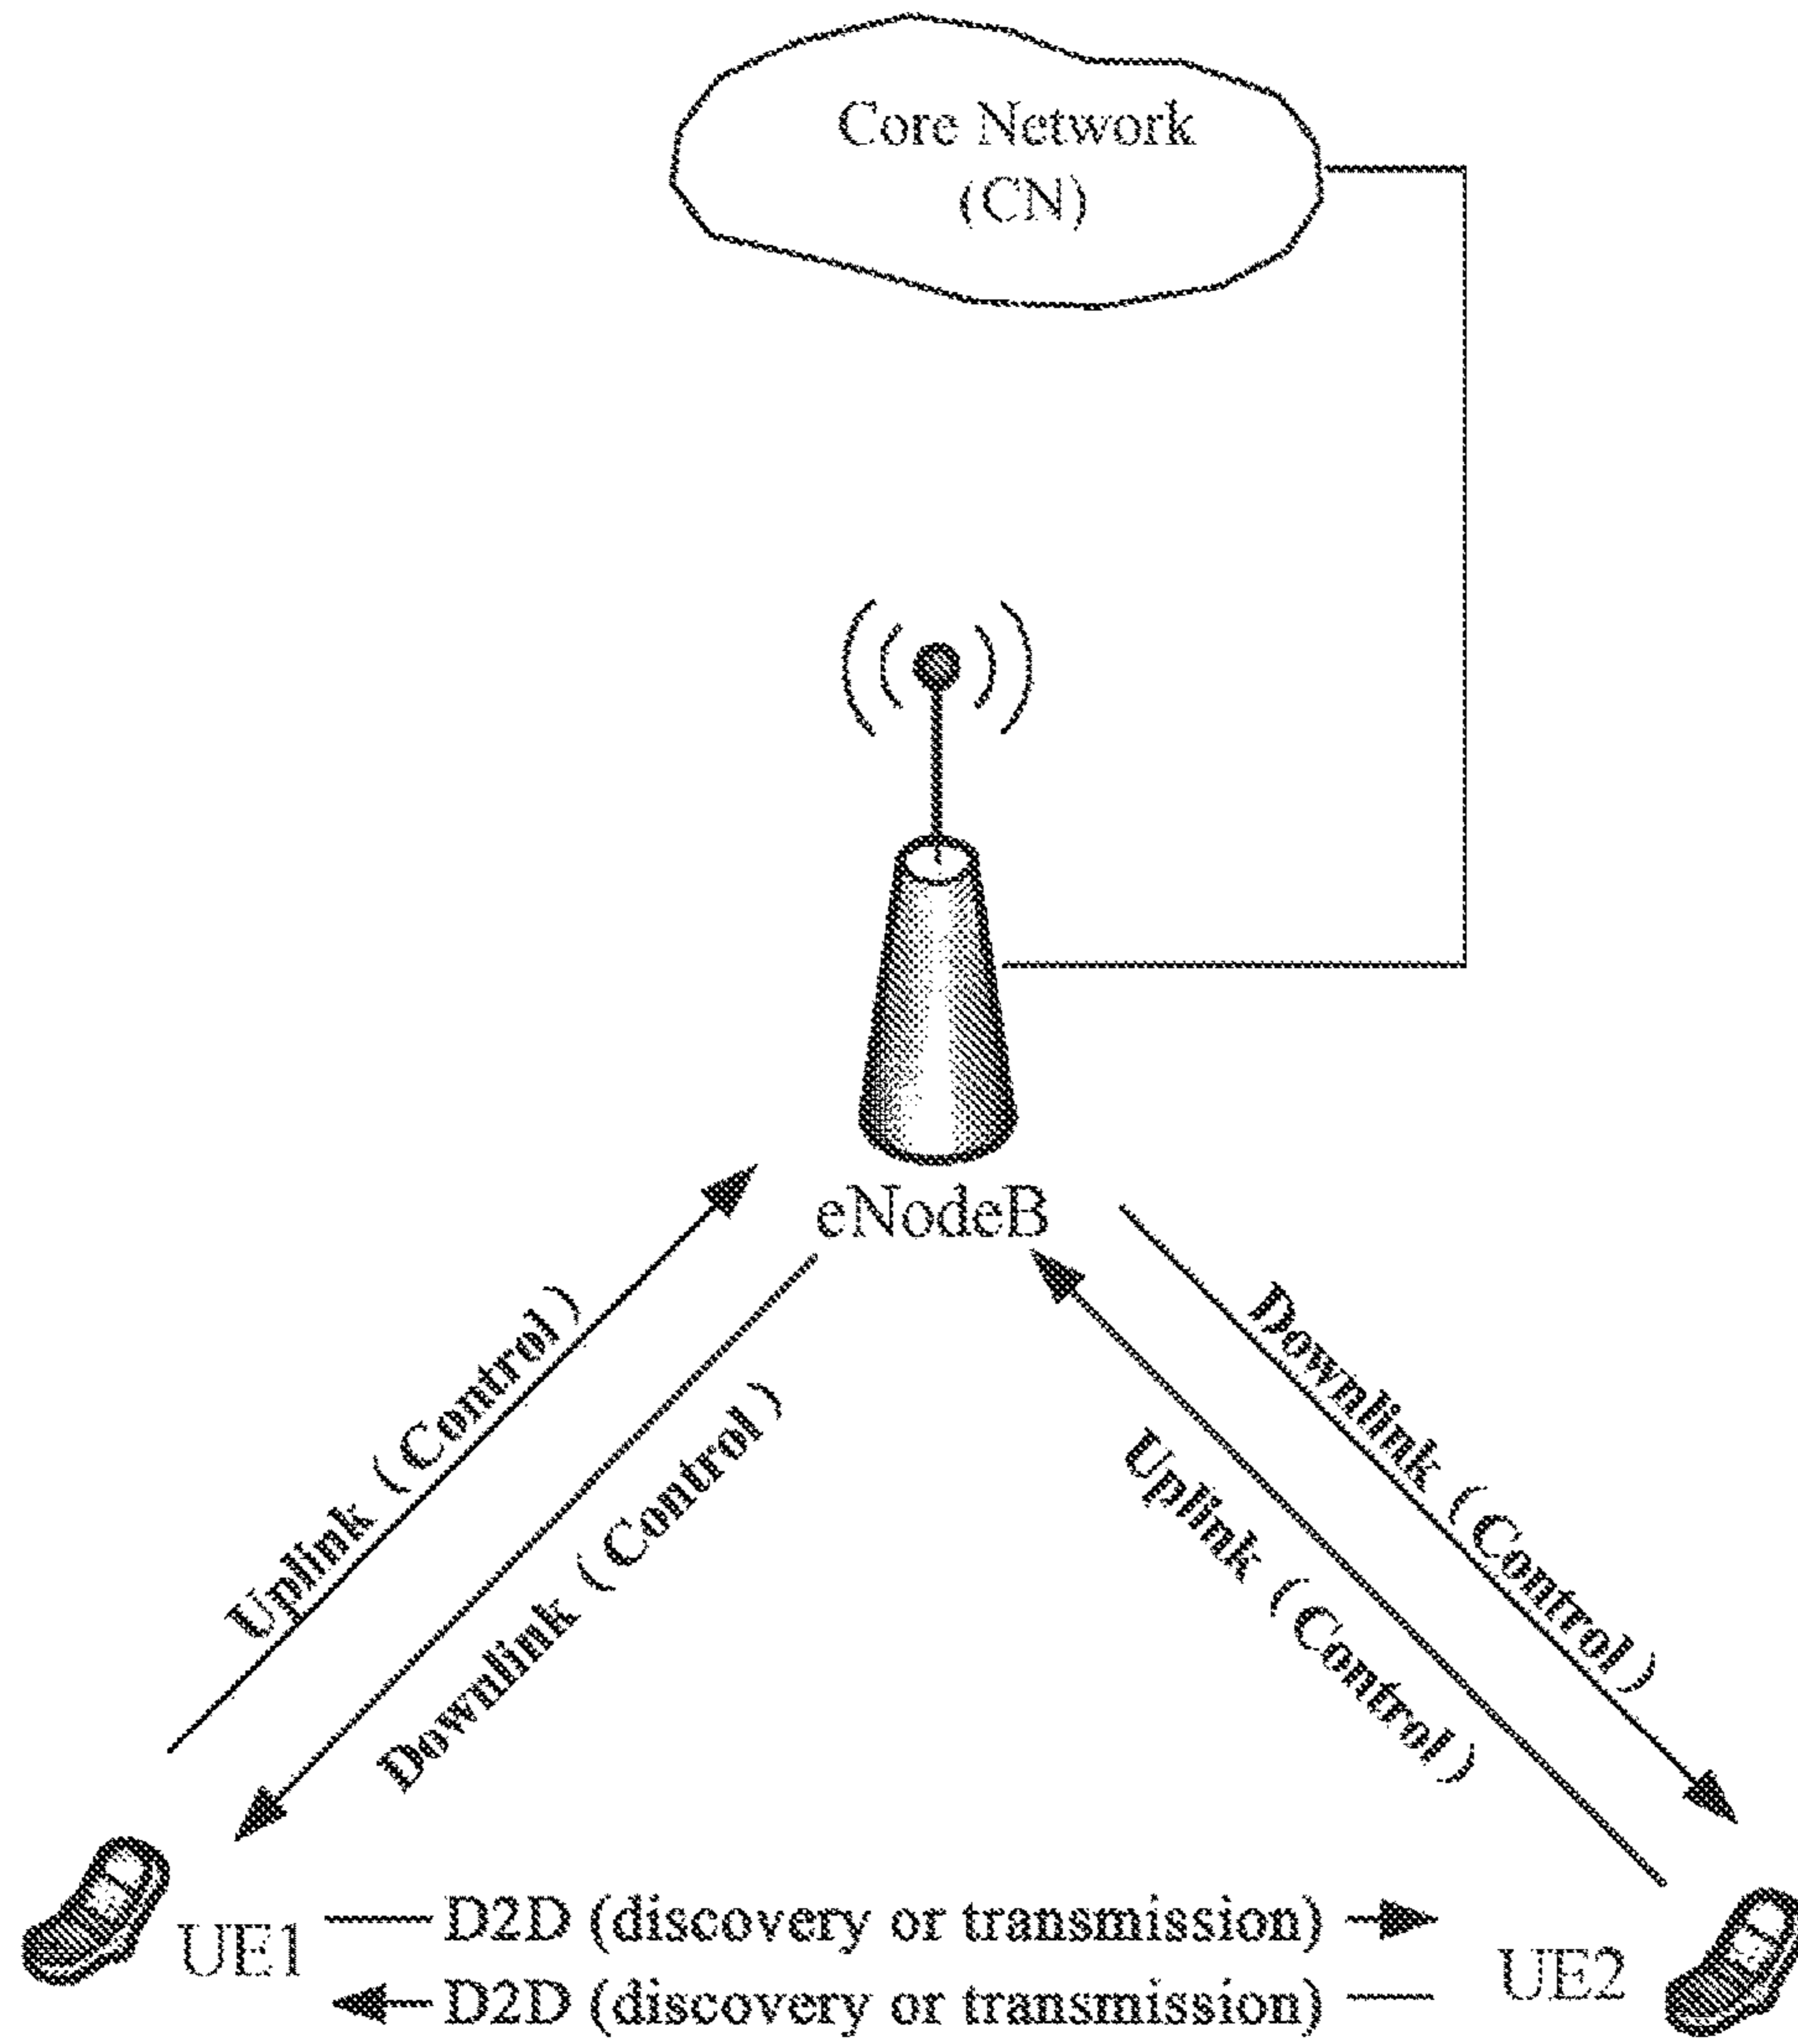 Core Network
(CN)
eNodeB
Uplink (Control)
Downlink (Control)
Downlink (Control)
Uplink (Control)
UE1
D2D (discovery or transmission)
UE2
D2D (discovery or transmission)